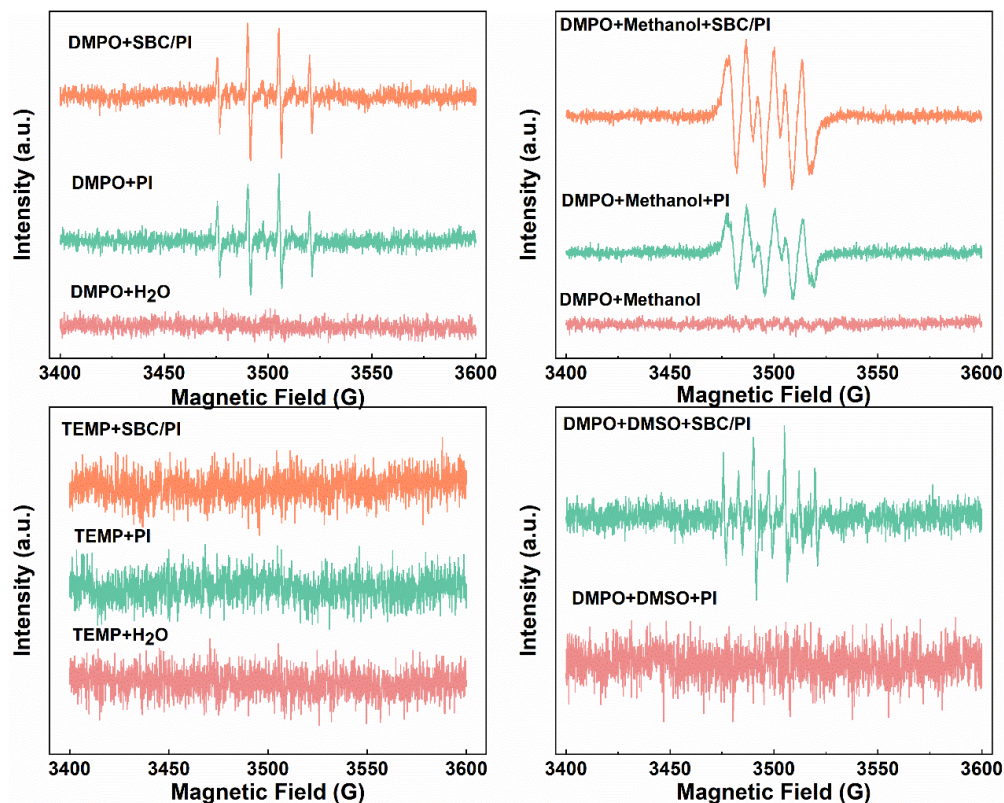 DMPO+SBC/PI
DMPO+PI
DMPO+H₂O
Intensity (a.u.)
3400 3450 3500 3550 3600
Magnetic Field (G)
DMPO+Methanol+SBC/PI
DMPO+Methanol+PI
DMPO+Methanol
Intensity (a.u.)
3400 3450 3500 3550 3600
Magnetic Field (G)
TEMP+SBC/PI
TEMP+PI
TEMP+H₂O
Intensity (a.u.)
3400 3450 3500 3550 3600
Magnetic Field (G)
DMPO+DMSO+SBC/PI
DMPO+DMSO+PI
Intensity (a.u.)
3400 3450 3500 3550 3600
Magnetic Field (G)